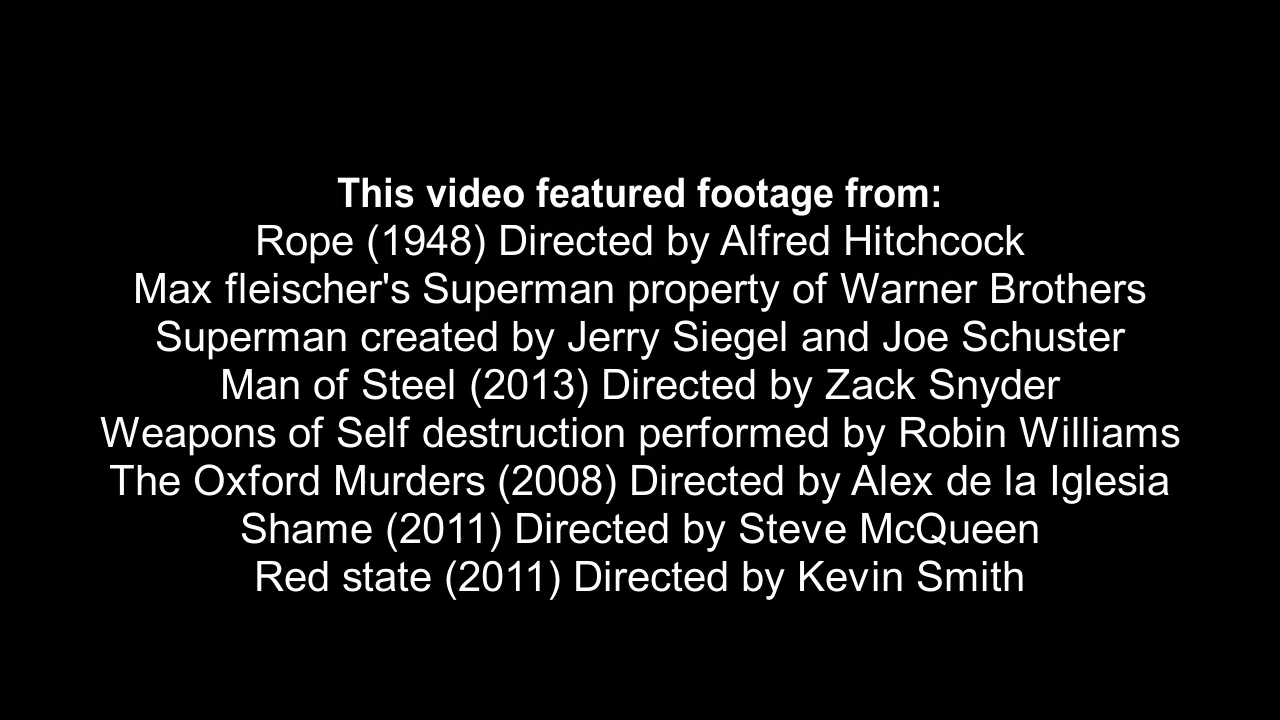 This video featured footage from:
Rope (1948) Directed by Alfred Hitchcock
Max fleischer's Superman property of Warner Brothers
Superman created by Jerry Siegel and Joe Schuster
Man of Steel (2013) Directed by Zack Snyder
Weapons of Self destruction performed by Robin Williams
The Oxford Murders (2008) Directed by Alex de la Iglesia
Shame (2011) Directed by Steve McQueen
Red state (2011) Directed by Kevin Smith